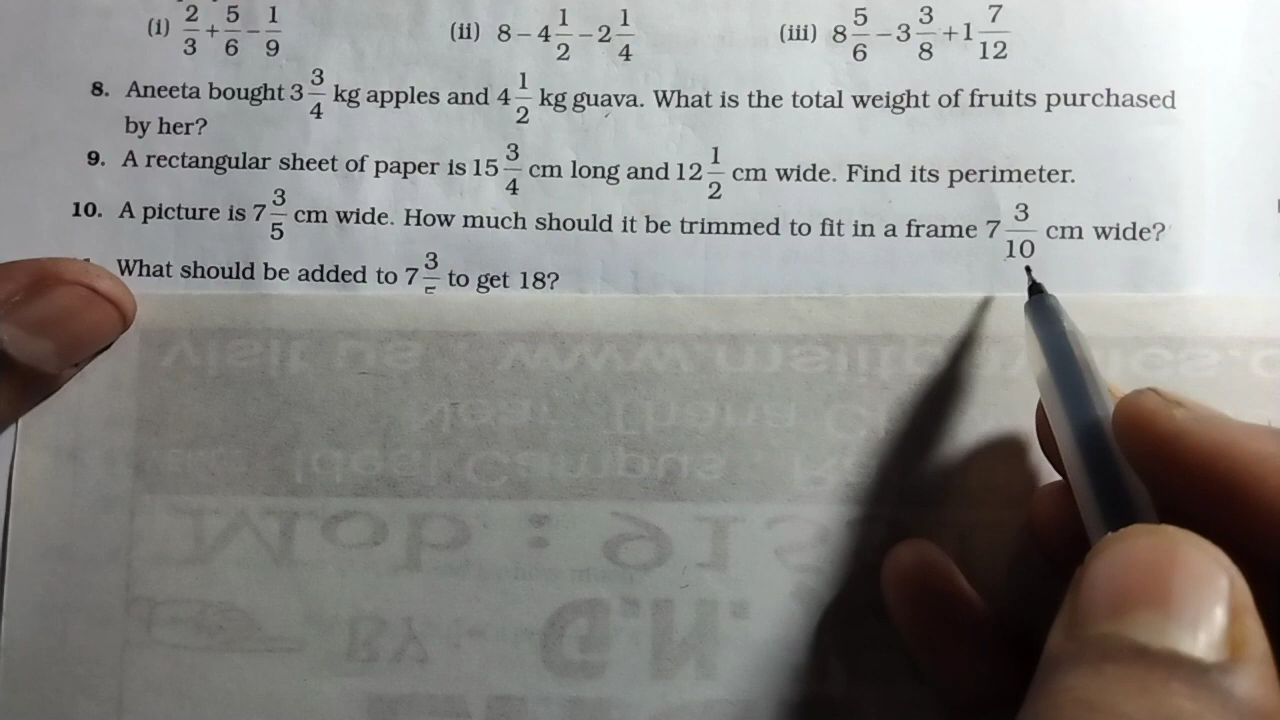 (i) 2/3 + 5/6 − 1/9 (ii) 8 − 4 1/2 − 2 1/4 (iii) 8 5/6 − 3 3/8 + 1 7/12
8. Aneeta bought 3 3/4 kg apples and 4 1/2 kg guava. What is the total weight of fruits purchased
by her?
9. A rectangular sheet of paper is 15 3/4 cm long and 12 1/2 cm wide. Find its perimeter.
10. A picture is 7 3/5 cm wide. How much should it be trimmed to fit in a frame 7 3/10 cm wide?
What should be added to 7 3/5 to get 18?